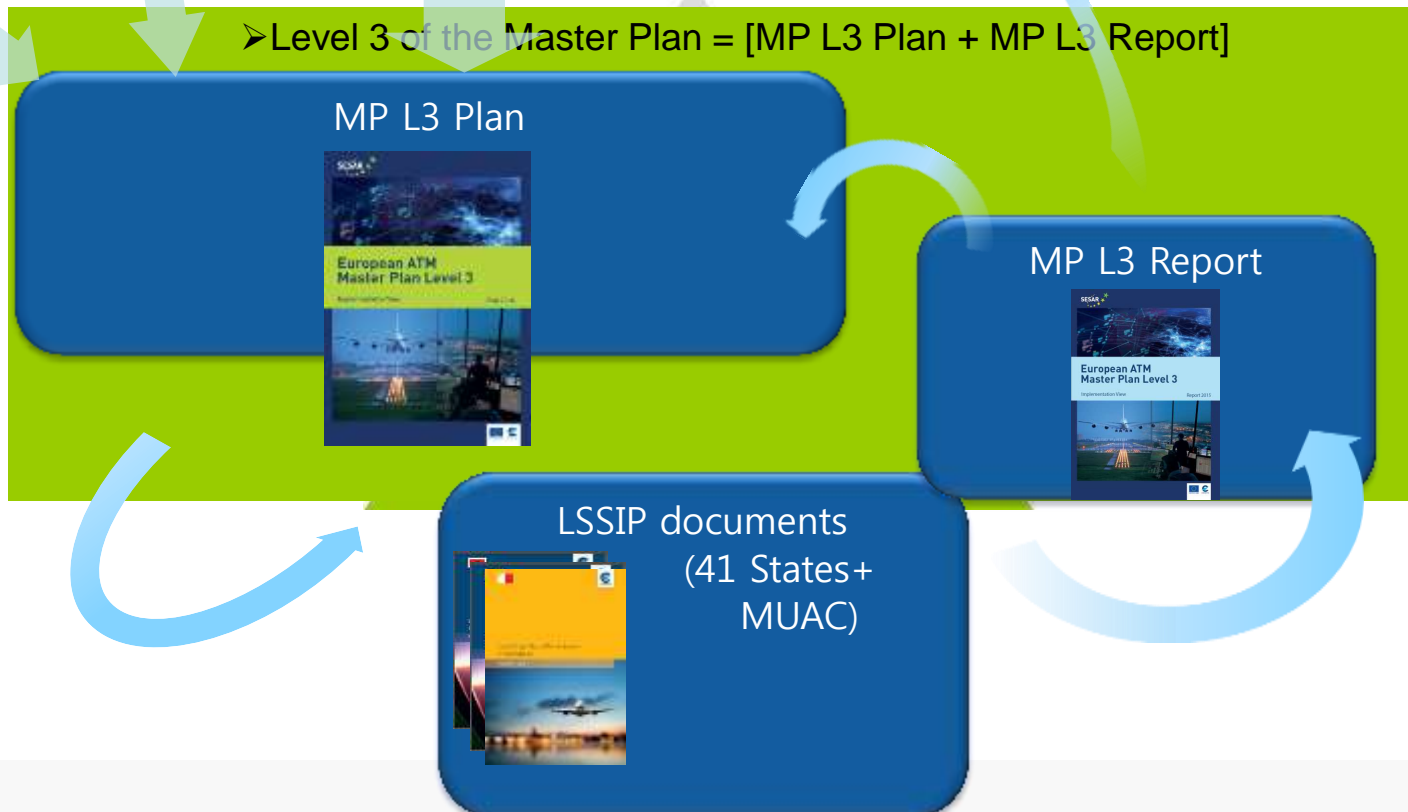 ➢Level 3 of the Master Plan = [MP L3 Plan + MP L3 Report]
MP L3 Plan
SESAR
European ATM
Master Plan Level 3
MP L3 Report
SESAR
European ATM
Master Plan Level 3
Implementation View Report 2015
LSSIP documents
(41 States+
MUAC)